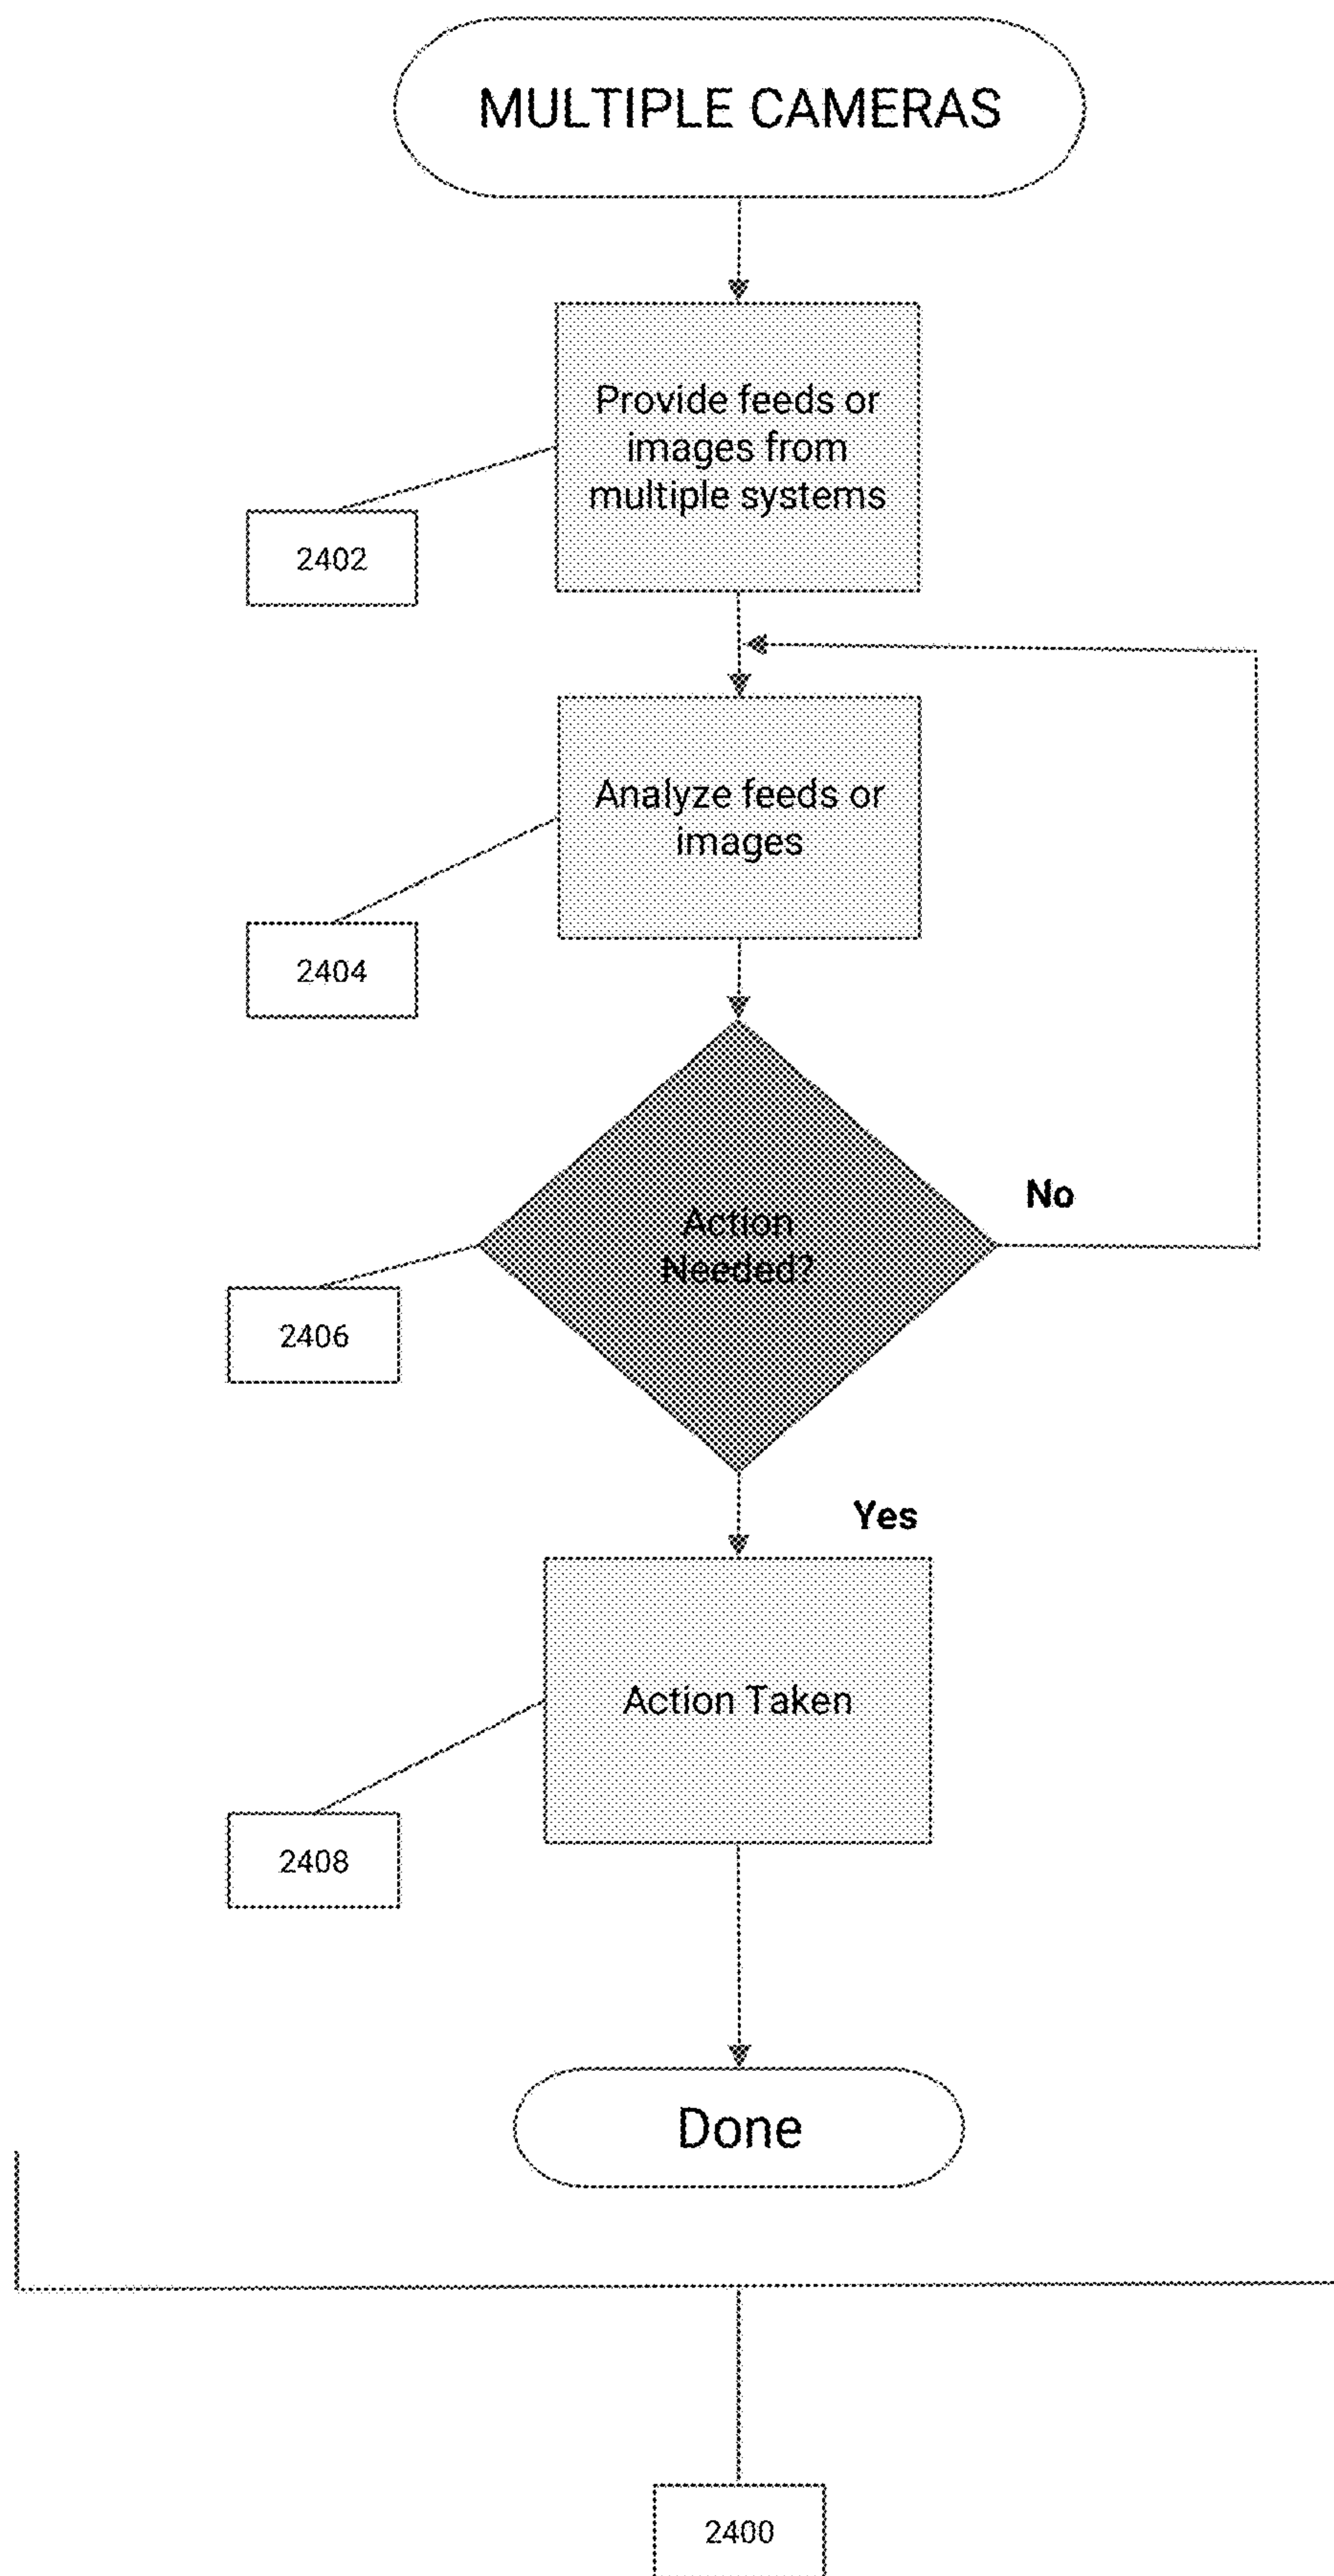 MULTIPLE CAMERAS
Provide feeds or
images from
multiple systems
2402
Analyze feeds or
images
2404
Action
Needed?
No
2406
Yes
Action Taken
2408
Done
2400